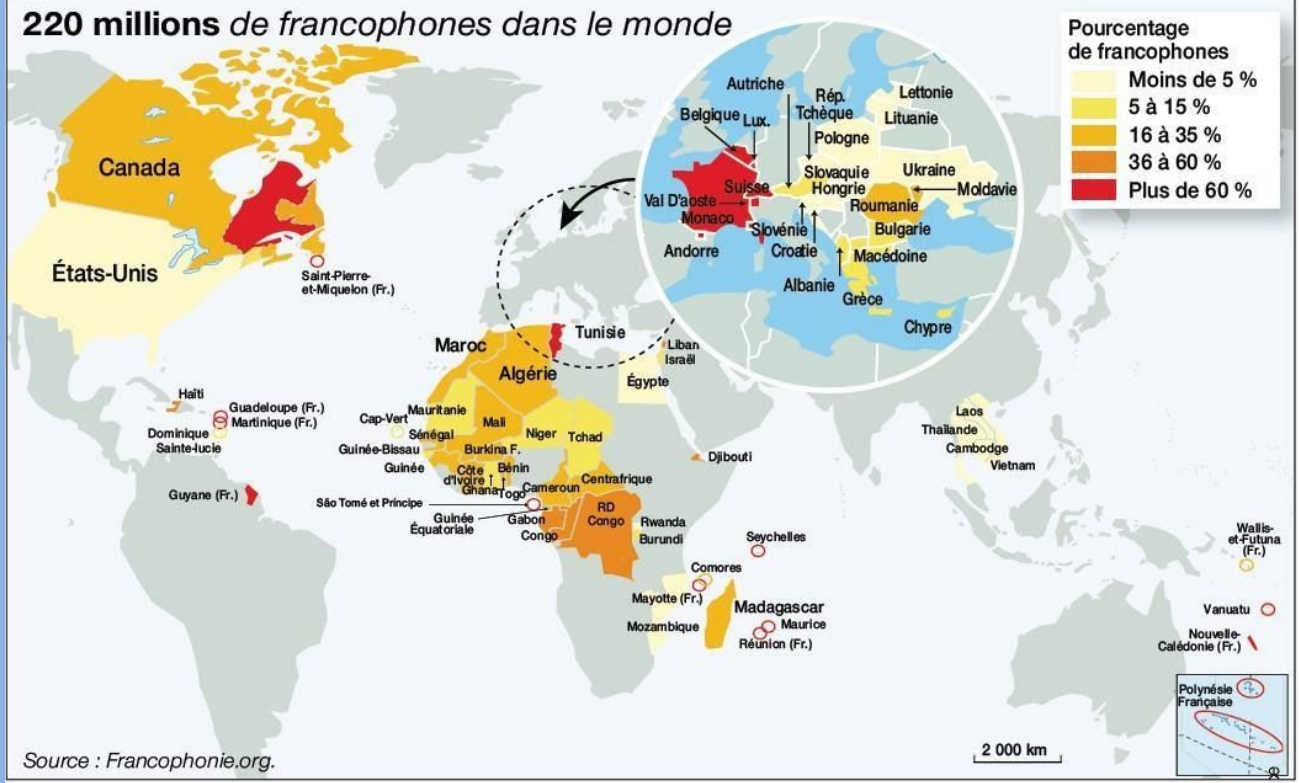 220 millions de francophones dans le monde
Pourcentage
de francophones
Moins de 5 %
5 à 15 %
16 à 35 %
36 à 60 %
Plus de 60 %
Canada
États-Unis
Saint-Pierre-
et-Miquelon (Fr.)
Autriche
Rép.
Tchèque
Lettonie
Belgique
Lux.
Lituanie
Pologne
Slovaquie
Ukraine
Suisse
Hongrie
Moldavie
Val D'aoste
Roumanie
Monaco
Slovénie
Bulgarie
Andorre
Croatie
Macédoine
Albanie
Grèce
Chypre
Maroc
Tunisie
Liban
Israël
Algérie
Égypte
Haïti
Guadeloupe (Fr.)
Martinique (Fr.)
Dominique
Sainte-lucie
Guyane (Fr.)
Cap-Vert
Mauritanie
Mali
Niger
Tchad
Sénégal
Guinée-Bissau
Burkina F.
Guinée
Côte
d'Ivoire
Bénin
Ghana
Togo
Cameroun
Centrafrique
Djibouti
São Tomé et Príncipe
Guinée
Équatoriale
Gabon
Congo
RD
Congo
Rwanda
Burundi
Seychelles
Comores
Mayotte (Fr.)
Madagascar
Mozambique
Maurice
Réunion (Fr.)
Laos
Thaïlande
Cambodge
Vietnam
Wallis-
et-Futuna
(Fr.)
Vanuatu
Nouvelle-
Calédonie (Fr.)
Polynésie
Française
2 000 km
Source : Francophonie.org.